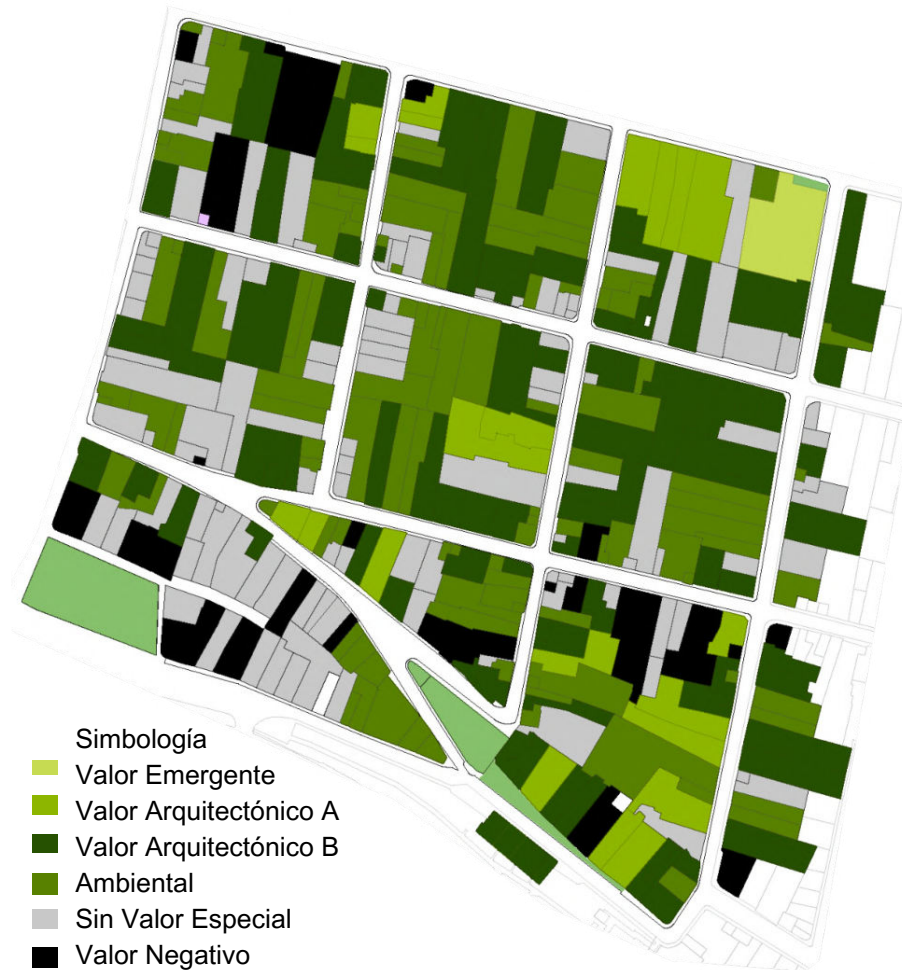 Simbología
Valor Emergente
Valor Arquitectónico A
Valor Arquitectónico B
Ambiental
Sin Valor Especial
Valor Negativo